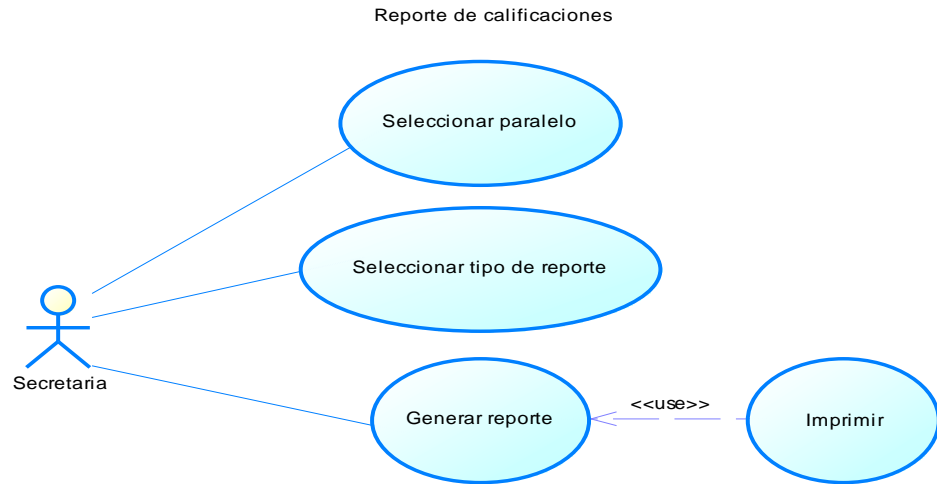 Reporte de calificaciones
Seleccionar paralelo
Seleccionar tipo de reporte
Secretaria
Generar reporte
<<use>>
Imprimir